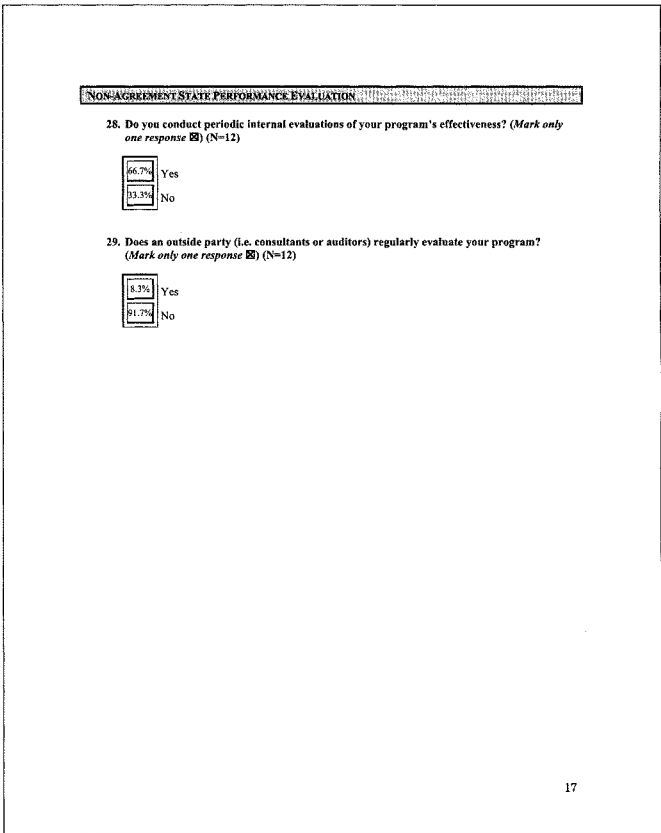 NON-AGREEMENT STATE PERFORMANCE EVALUATION
28. Do you conduct periodic internal evaluations of your program's effectiveness? (Mark only
one response ☒) (N=12)
66.7% Yes
33.3% No
29. Does an outside party (i.e. consultants or auditors) regularly evaluate your program?
(Mark only one response ☒) (N=12)
8.3% Yes
91.7% No
17